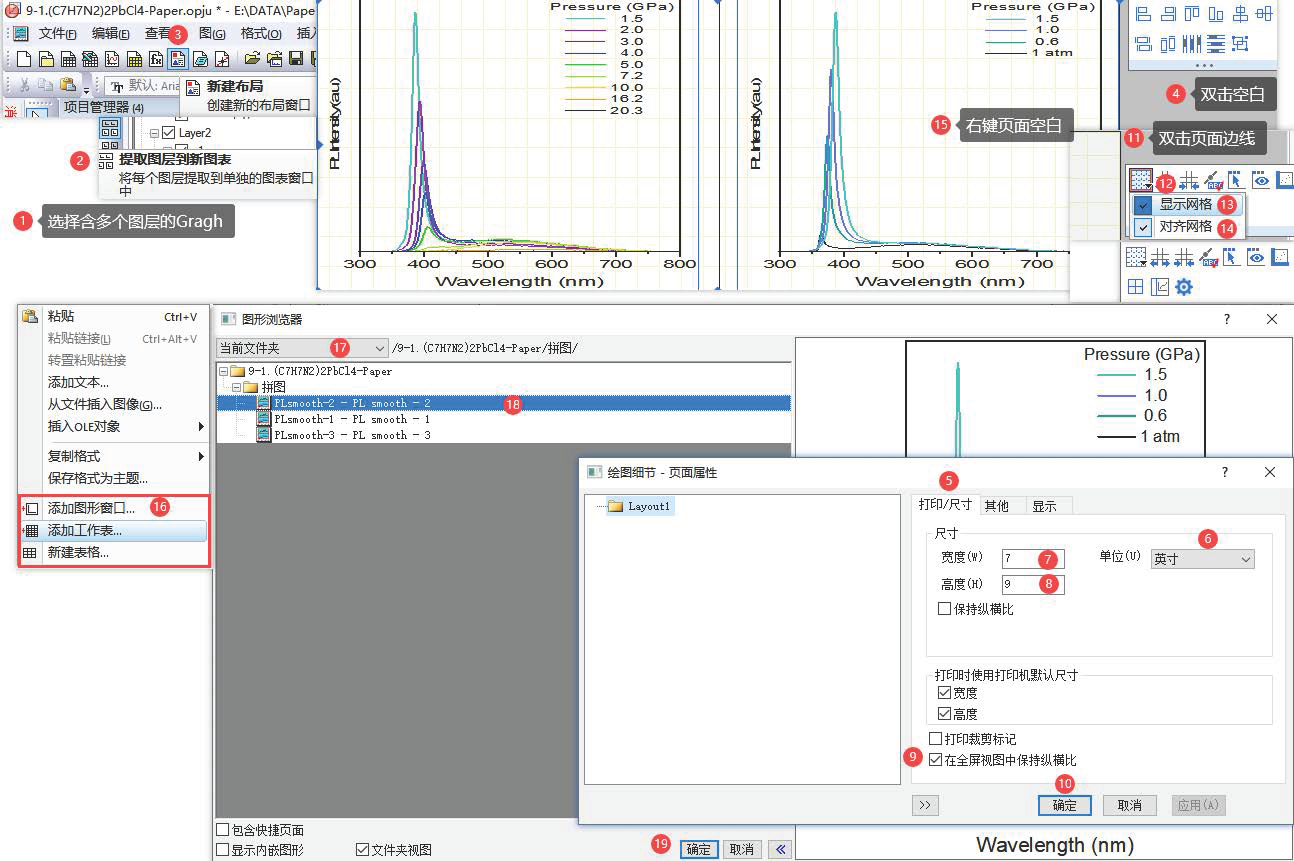 9-1.(C7H7N2)2PbCl4-Paper.opju * - E:\DATA\Pape
文件(F) 编辑(E) 查看 3 图(G) 格式(O) 插入
默认: Aria
新建布局
创建新的布局窗口
项目管理器 (4)
Layer2
2 提取图层到新图表
将每个图层提取到单独的图表窗口
中
1 选择含多个图层的Gragh
Pressure (GPa)
1.5
2.0
3.0
4.0
5.0
7.2
10.0
16.2
20.3
PL Intensity(au)
300 400 500 600 700 800
Wavelength (nm)
Pressure (GPa)
1.5
1.0
0.6
1 atm
PL Intensity(au)
300 400 500 600 700
Wavelength (nm)
4 双击空白
15 右键页面空白
11 双击页面边线
12
显示网格 13
对齐网格 14
粘贴 Ctrl+V
粘贴链接(L) Ctrl+Alt+V
转置粘贴链接
添加文本...
从文件插入图像(G)...
插入OLE对象
复制格式
保存格式为主题...
添加图形窗口... 16
添加工作表...
新建表格...
图形浏览器 ? ×
当前文件夹 17 /9-1.(C7H7N2)2PbCl4-Paper/拼图/
9-1.(C7H7N2)2PbCl4-Paper
拼图
PLsmooth-2 - PL smooth - 2 18
PLsmooth-1 - PL smooth - 1
PLsmooth-3 - PL smooth - 3
Pressure (GPa)
1.5
1.0
0.6
1 atm
绘图细节 - 页面属性 ? ×
Layout1
5
打印/尺寸 其他 显示
尺寸
6
宽度(W) 7 7 单位(U) 英寸
高度(H) 9 8
保持纵横比
打印时使用打印机默认尺寸
宽度
高度
打印裁剪标记
9 在全屏视图中保持纵横比
10
>> 确定 取消 应用(A)
包含快捷页面
显示内嵌图形 文件夹视图
19 确定 取消 «
Wavelength (nm)